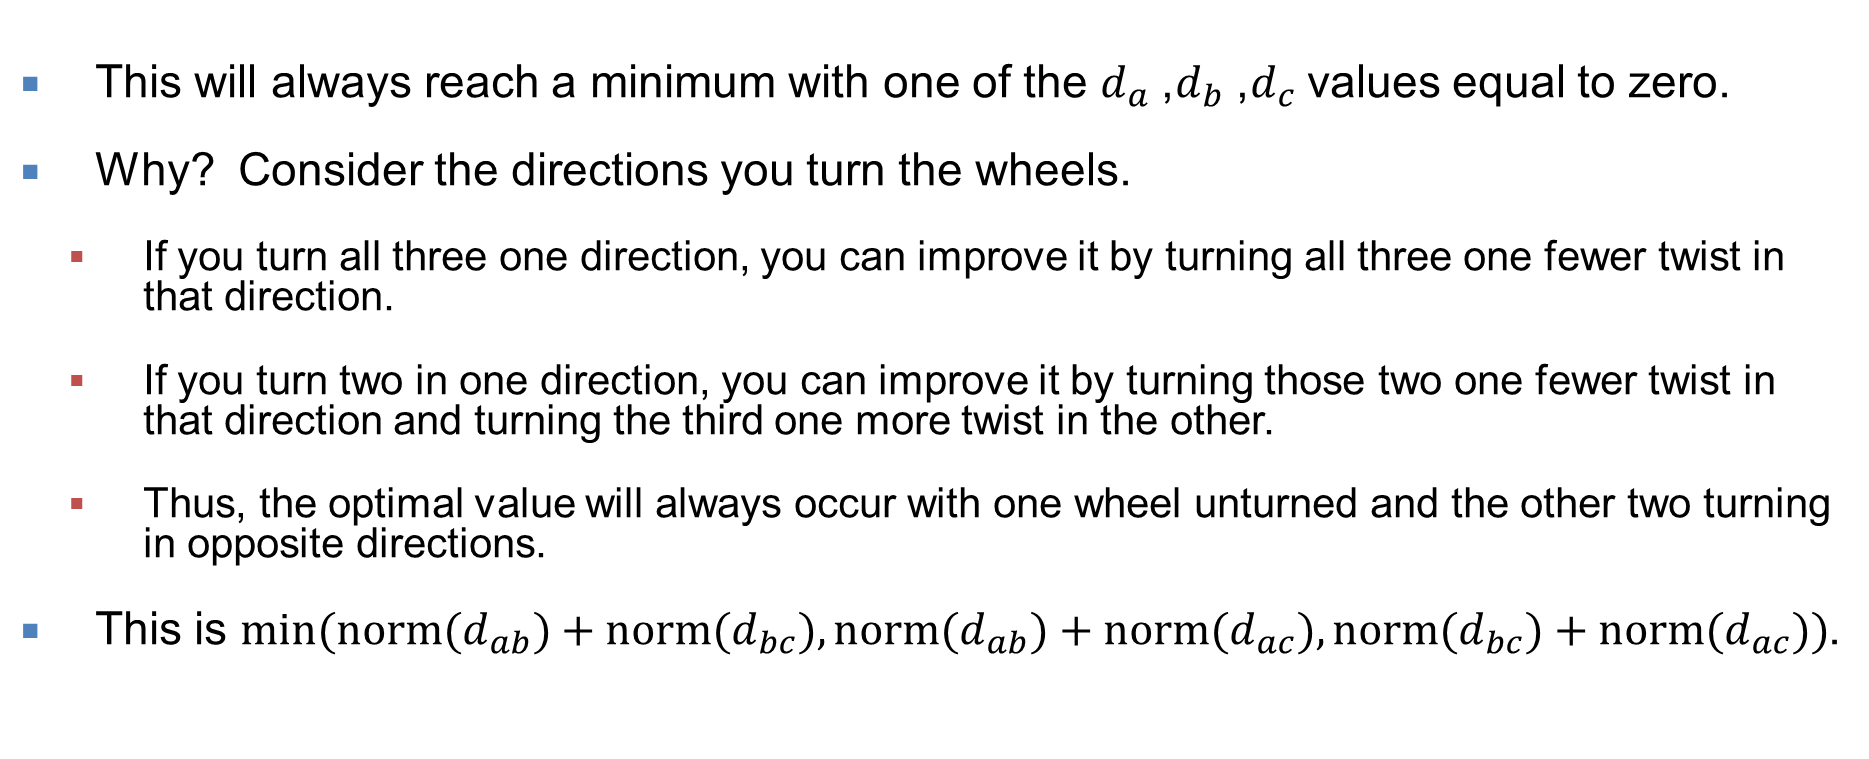 This will always reach a minimum with one of the d_a ,d_b ,d_c values equal to zero.
Why?  Consider the directions you turn the wheels.
If you turn all three one direction, you can improve it by turning all three one fewer twist in
that direction.
If you turn two in one direction, you can improve it by turning those two one fewer twist in
that direction and turning the third one more twist in the other.
Thus, the optimal value will always occur with one wheel unturned and the other two turning
in opposite directions.
This is min(norm(d_ab) + norm(d_bc), norm(d_ab) + norm(d_ac), norm(d_bc) + norm(d_ac)).